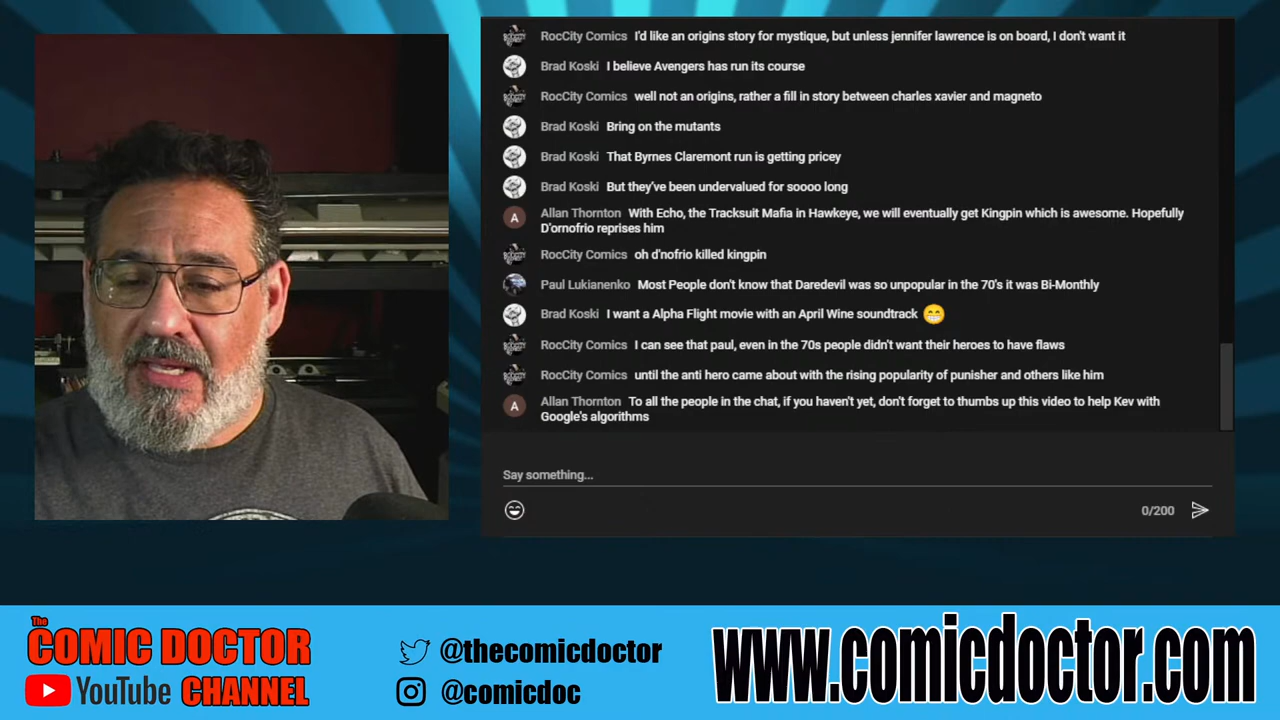 RocCity Comics I'd like an origins story for mystique, but unless jennifer lawrence is on board, I don't want it
Brad Koski I believe Avengers has run its course
RocCity Comics well not an origins, rather a fill in story between charles xavier and magneto
Brad Koski Bring on the mutants
Brad Koski That Byrnes Claremont run is getting pricey
Brad Koski But they've been undervalued for soooo long
A Allan Thornton With Echo, the Tracksuit Mafia in Hawkeye, we will eventually get Kingpin which is awesome. Hopefully
D'ornofrio reprises him
RocCity Comics oh d'nofrio killed kingpin
Paul Lukianenko Most People don't know that Daredevil was so unpopular in the 70's it was Bi-Monthly
Brad Koski I want a Alpha Flight movie with an April Wine soundtrack 😁
RocCity Comics I can see that paul, even in the 70s people didn't want their heroes to have flaws
RocCity Comics until the anti hero came about with the rising popularity of punisher and others like him
A Allan Thornton To all the people in the chat, if you haven't yet, don't forget to thumbs up this video to help Kev with
Google's algorithms
Say something...
0/200
The
COMIC DOCTOR
YouTube CHANNEL
@thecomicdoctor
@comicdoc
www.comicdoctor.com